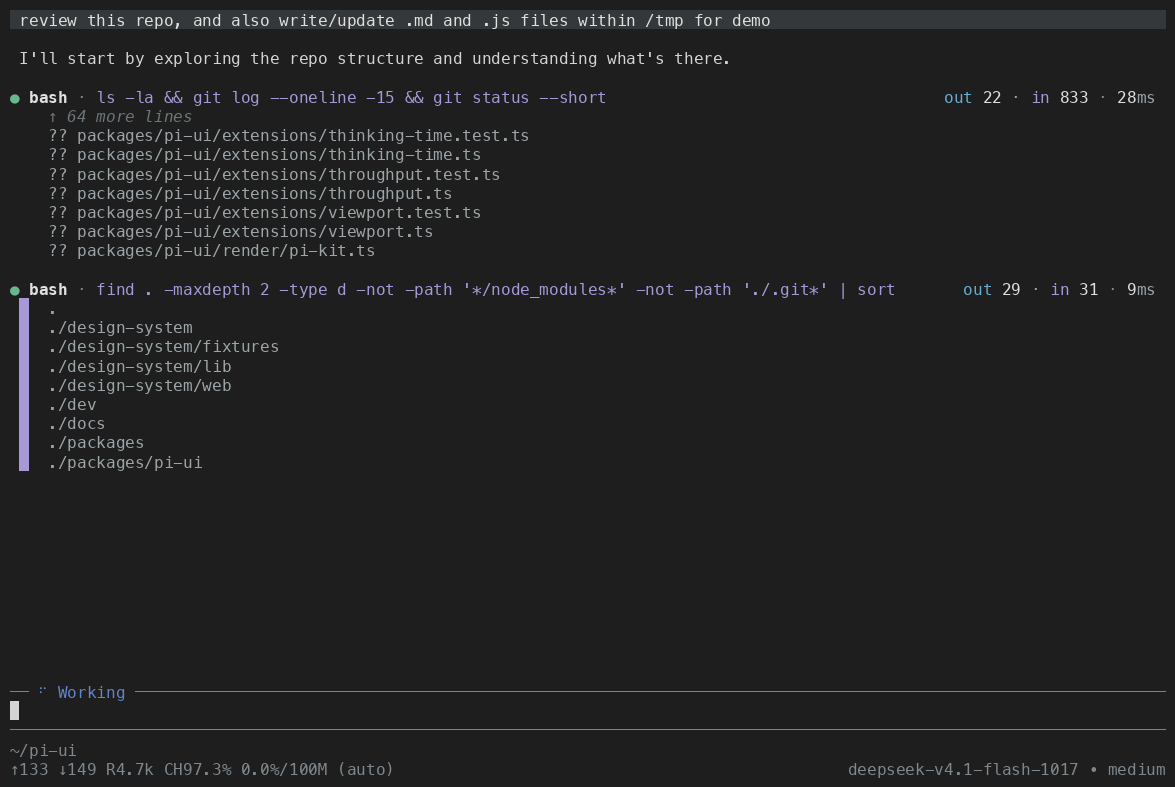 review this repo, and also write/update .md and .js files within /tmp for demo
I'll start by exploring the repo structure and understanding what's there.
● bash · ls -la && git log --oneline -15 && git status --short out 22 · in 833 · 28ms
↑ 64 more lines
?? packages/pi-ui/extensions/thinking-time.test.ts
?? packages/pi-ui/extensions/thinking-time.ts
?? packages/pi-ui/extensions/throughput.test.ts
?? packages/pi-ui/extensions/throughput.ts
?? packages/pi-ui/extensions/viewport.test.ts
?? packages/pi-ui/extensions/viewport.ts
?? packages/pi-ui/render/pi-kit.ts
● bash · find . -maxdepth 2 -type d -not -path '*/node_modules*' -not -path './.git*' | sort out 29 · in 31 · 9ms
.
./design-system
./design-system/fixtures
./design-system/lib
./design-system/web
./dev
./docs
./packages
./packages/pi-ui
Working
~/pi-ui
↑133 ↓149 R4.7k CH97.3% 0.0%/100M (auto) deepseek-v4.1-flash-1017 • medium